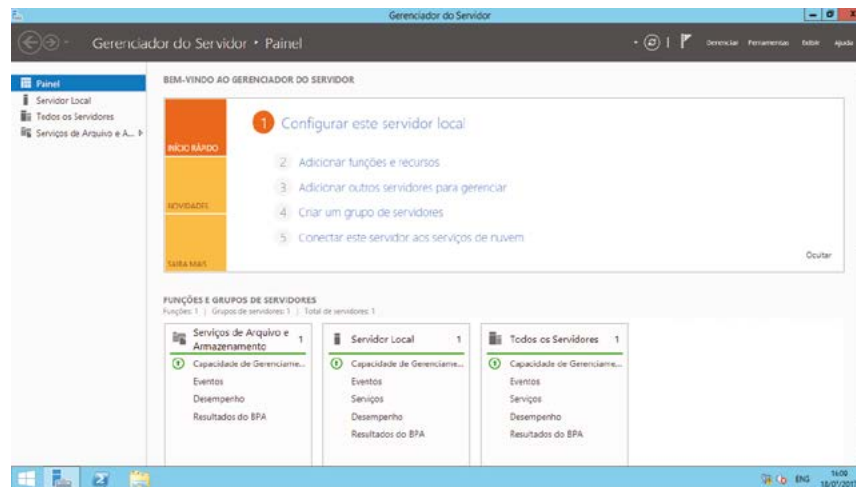 Gerenciador do Servidor
Gerenciador do Servidor • Painel
Gerenciar Ferramentas Exibir Ajuda
Painel
Servidor Local
Todos os Servidores
Serviços de Arquivo e A...
BEM-VINDO AO GERENCIADOR DO SERVIDOR
INÍCIO RÁPIDO
NOVIDADES
SAIBA MAIS
1 Configurar este servidor local
2 Adicionar funções e recursos
3 Adicionar outros servidores para gerenciar
4 Criar um grupo de servidores
5 Conectar este servidor aos serviços de nuvem
Ocultar
FUNÇÕES E GRUPOS DE SERVIDORES
Funções: 1 | Grupos de servidores: 1 | Total de servidores: 1
Serviços de Arquivo e
Armazenamento 1
Capacidade de Gerenciame...
Eventos
Desempenho
Resultados do BPA
Servidor Local 1
Capacidade de Gerenciame...
Eventos
Serviços
Desempenho
Resultados do BPA
Todos os Servidores 1
Capacidade de Gerenciame...
Eventos
Serviços
Desempenho
Resultados do BPA
ENG